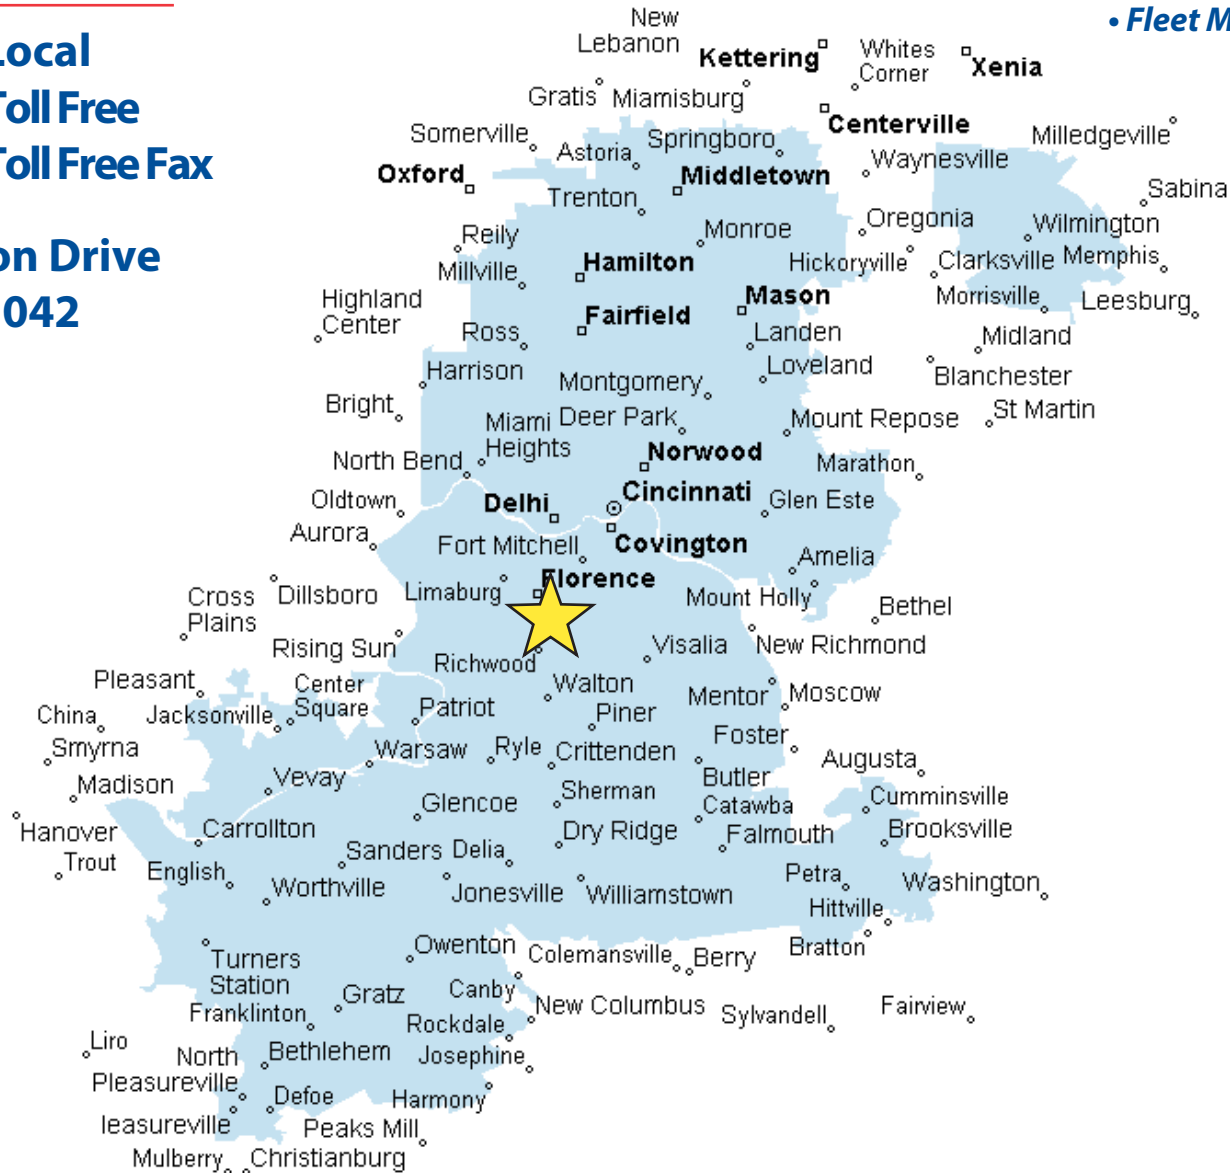 • Fleet M
Local
Toll Free
Toll Free Fax
on Drive
042
New
Lebanon
Kettering
Whites
Corner
Xenia
Gratis
Miamisburg
Centerville
Milledgeville
Somerville
Astoria
Springboro
Waynesville
Oxford
Middletown
Sabina
Trenton
Oregonia
Wilmington
Reily
Monroe
Millville
Hamilton
Hickoryville
Clarksville
Memphis
Highland
Center
Mason
Morrisville
Leesburg
Ross
Fairfield
Landen
Midland
Harrison
Montgomery
Loveland
Blanchester
Bright
Miami
Heights
Deer Park
Mount Repose
St Martin
North Bend
Norwood
Marathon
Oldtown
Delhi
Cincinnati
Glen Este
Aurora
Fort Mitchell
Covington
Amelia
Cross
Plains
Dillsboro
Limaburg
Florence
Mount Holly
Bethel
Rising Sun
Richwood
Visalia
New Richmond
Pleasant
Center
Square
Walton
Mentor
Moscow
China
Jacksonville
Patriot
Piner
Smyrna
Warsaw
Ryle
Crittenden
Foster
Augusta
Madison
Vevay
Sherman
Butler
Cumminsville
Glencoe
Catawba
Hanover
Carrollton
Dry Ridge
Falmouth
Brooksville
Trout
English
Sanders
Delia
Petra
Washington
Worthville
Jonesville
Williamstown
Hittville
Turners
Station
Owenton
Colemansville
Berry
Bratton
Franklinton
Gratz
Canby
New Columbus
Sylvandell
Fairview
Liro
North
Pleasureville
Bethlehem
Rockdale
Josephine
leasureville
Defoe
Harmony
Peaks Mill
Mulberry
Christianburg